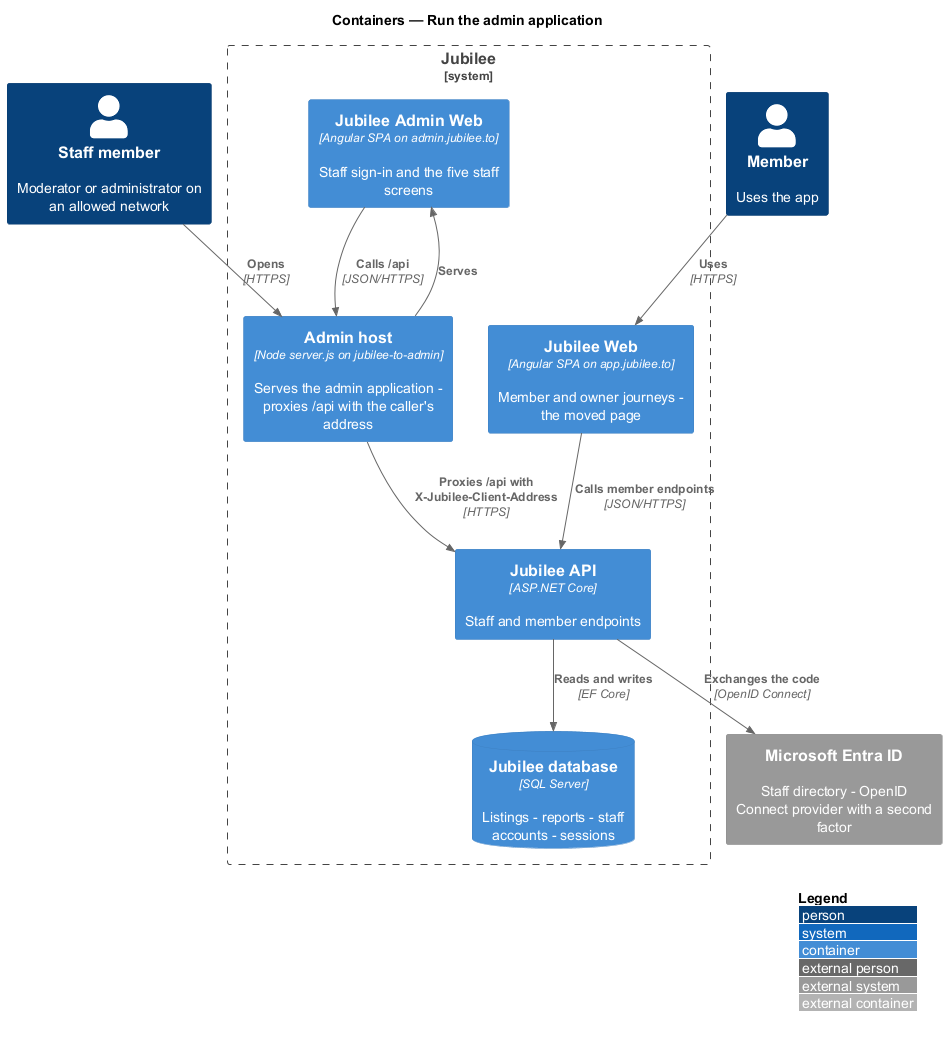 Containers — Run the admin application
Jubilee
[system]
Staff member
Moderator or administrator on
an allowed network
Jubilee Admin Web
[Angular SPA on admin.jubilee.to]
Staff sign-in and the five staff
screens
Member
Uses the app
Opens
[HTTPS]
Calls /api
[JSON/HTTPS]
Serves
Uses
[HTTPS]
Admin host
[Node server.js on jubilee-to-admin]
Serves the admin application -
proxies /api with the caller's
address
Jubilee Web
[Angular SPA on app.jubilee.to]
Member and owner journeys -
the moved page
Proxies /api with
X-Jubilee-Client-Address
[HTTPS]
Calls member endpoints
[JSON/HTTPS]
Jubilee API
[ASP.NET Core]
Staff and member endpoints
Reads and writes
[EF Core]
Exchanges the code
[OpenID Connect]
Jubilee database
[SQL Server]
Listings - reports - staff
accounts - sessions
Microsoft Entra ID
Staff directory - OpenID
Connect provider with a second
factor
Legend
person
system
container
external person
external system
external container